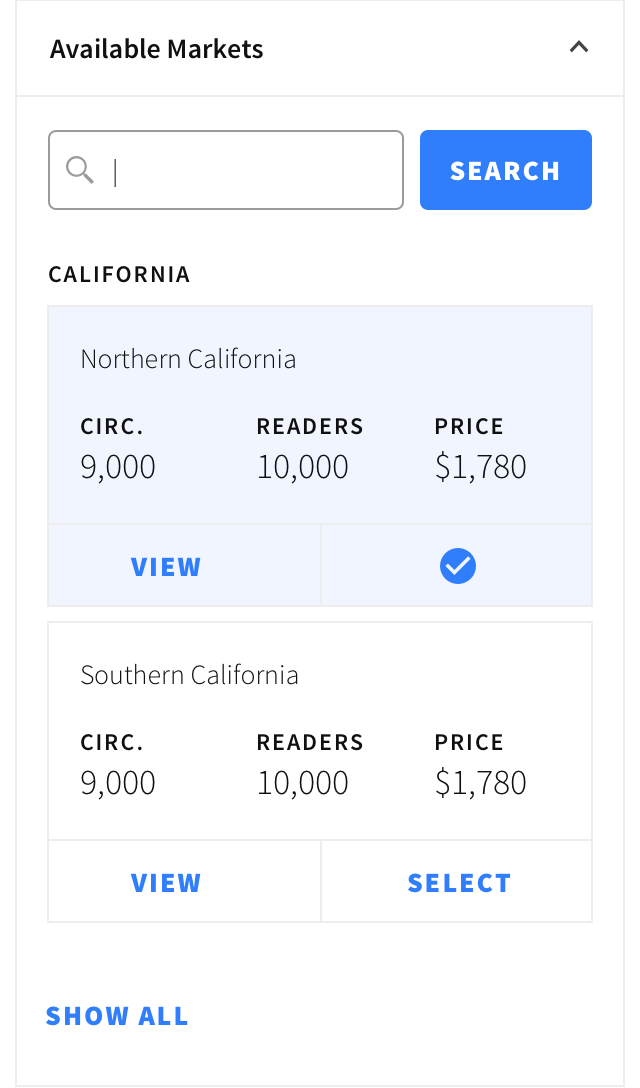 Available Markets
SEARCH
CALIFORNIA
Northern California
CIRC. READERS PRICE
9,000 10,000 $1,780
VIEW
Southern California
CIRC. READERS PRICE
9,000 10,000 $1,780
VIEW SELECT
SHOW ALL